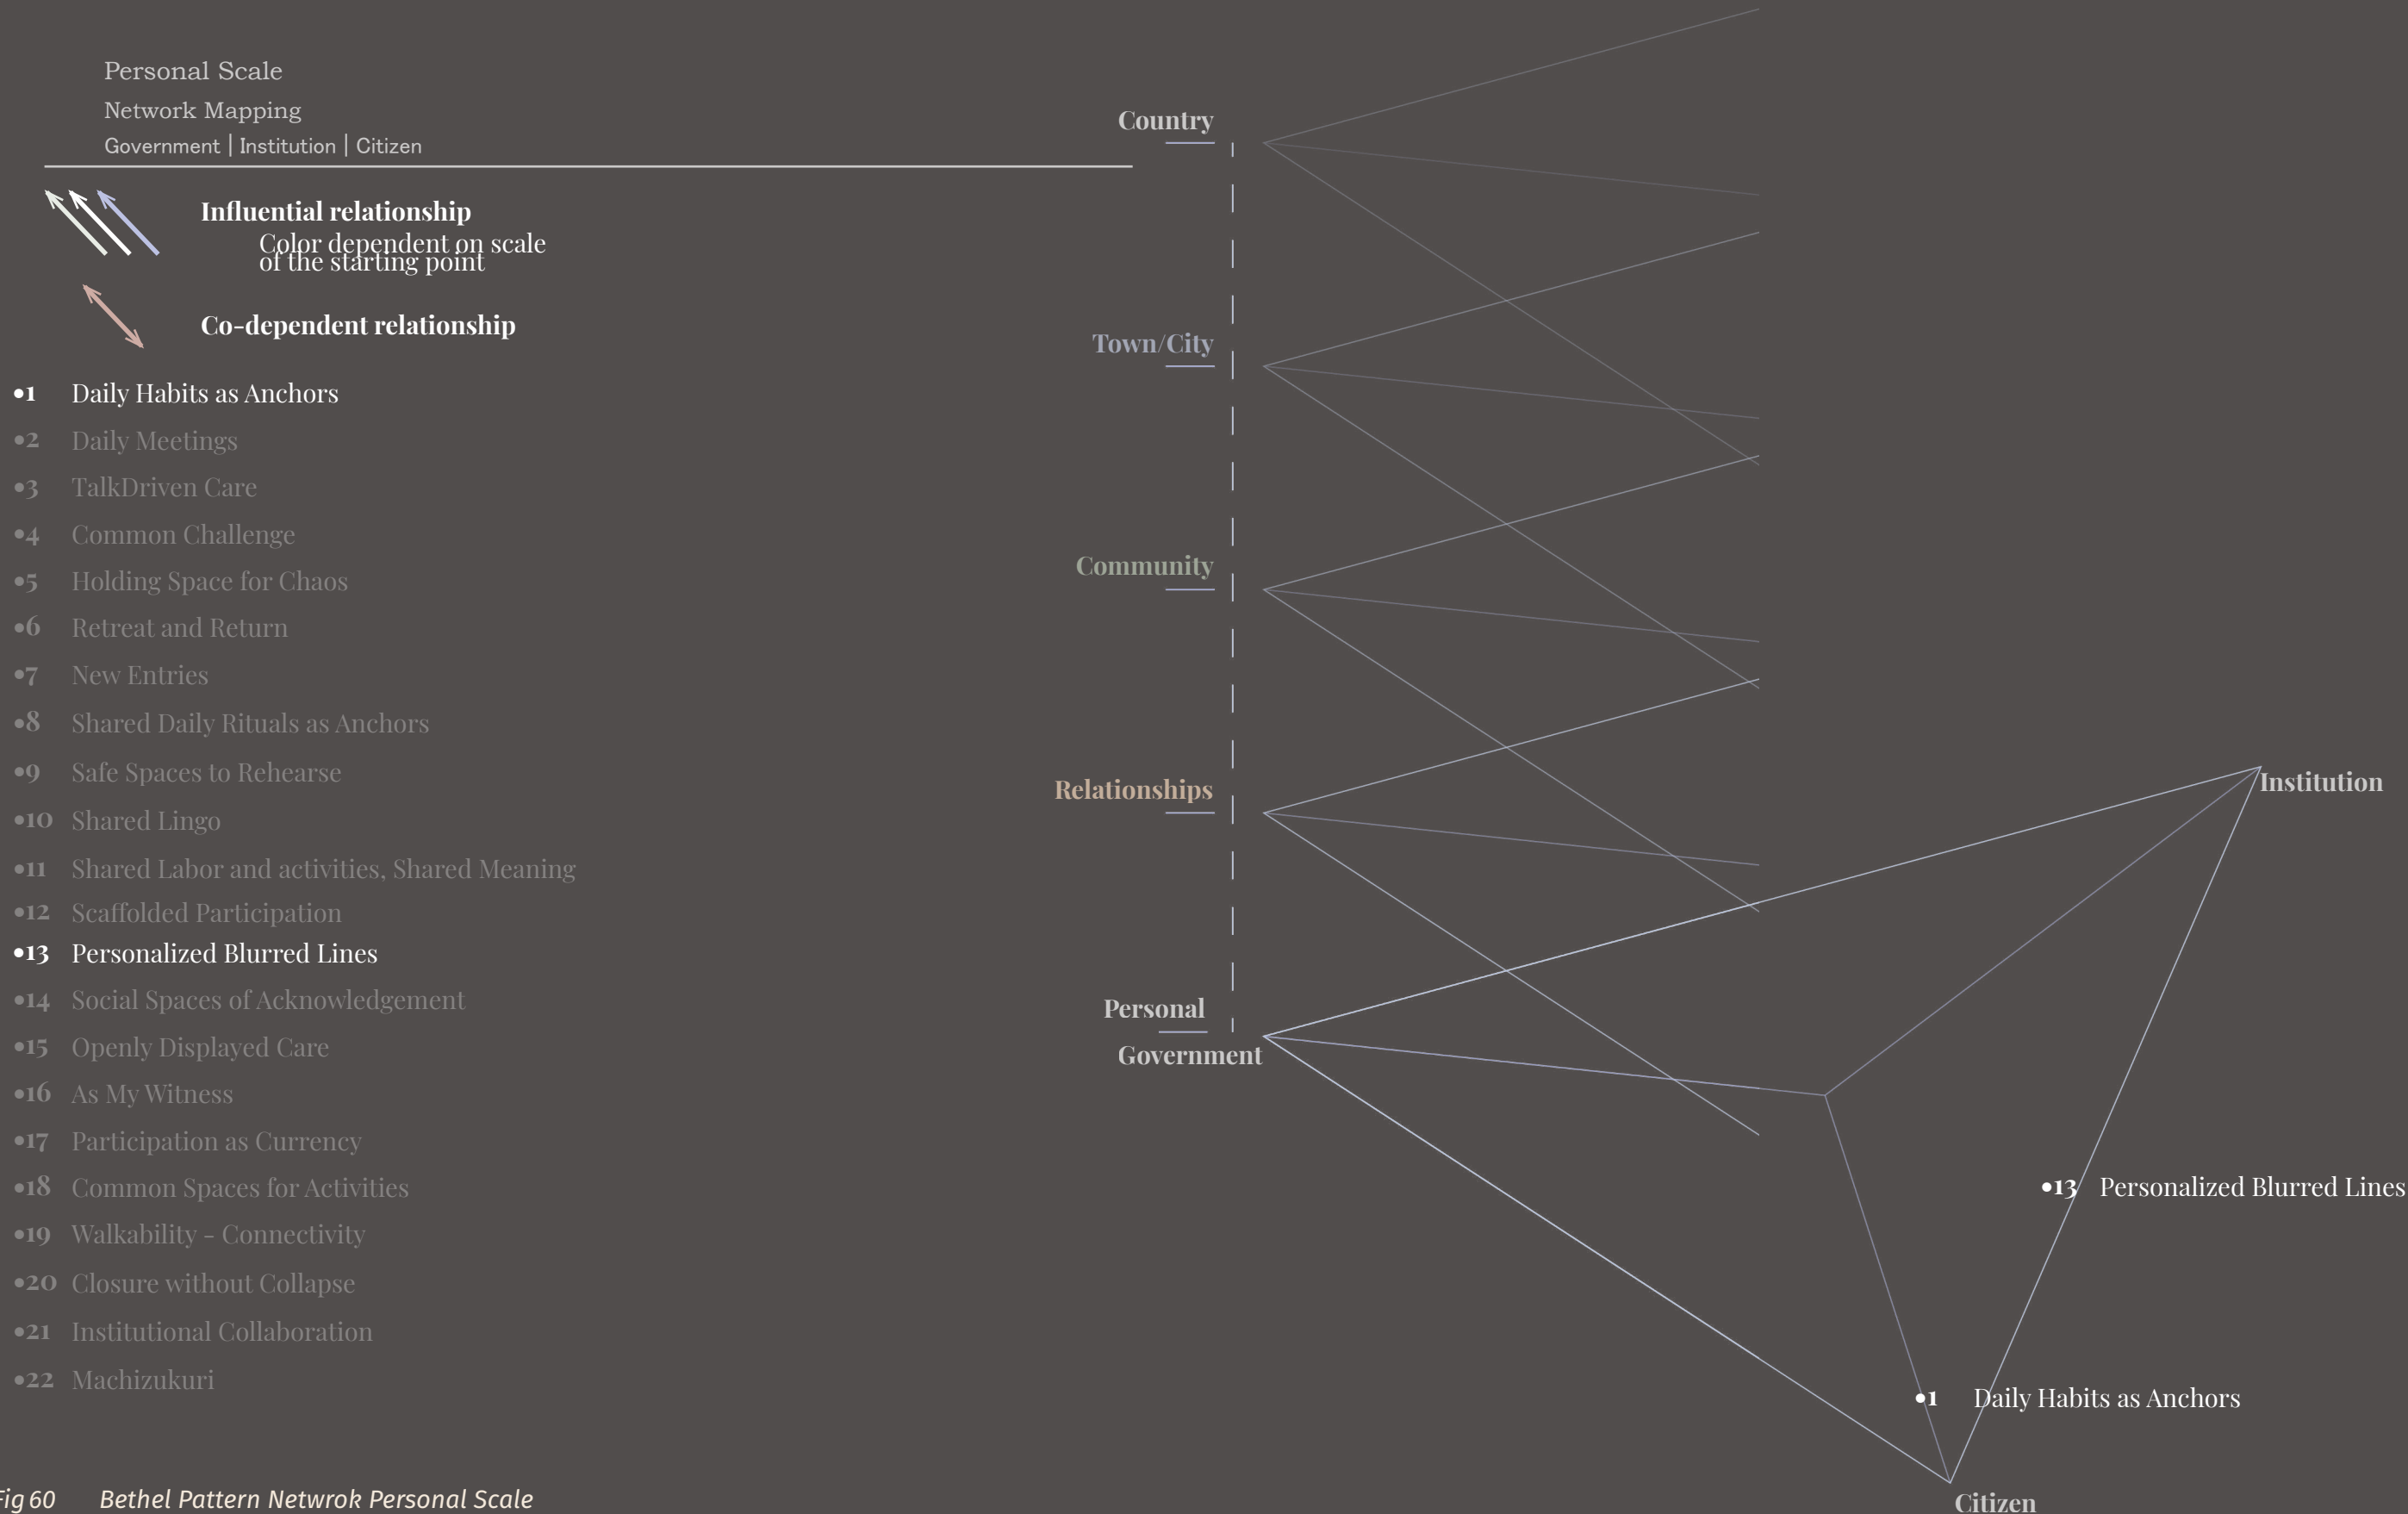 Personal Scale
Network Mapping
Government | Institution | Citizen
Influential relationship
Color dependent on scale
of the starting point
Co-dependent relationship
•1 Daily Habits as Anchors
•2 Daily Meetings
•3 TalkDriven Care
•4 Common Challenge
•5 Holding Space for Chaos
•6 Retreat and Return
•7 New Entries
•8 Shared Daily Rituals as Anchors
•9 Safe Spaces to Rehearse
•10 Shared Lingo
•11 Shared Labor and activities, Shared Meaning
•12 Scaffolded Participation
•13 Personalized Blurred Lines
•14 Social Spaces of Acknowledgement
•15 Openly Displayed Care
•16 As My Witness
•17 Participation as Currency
•18 Common Spaces for Activities
•19 Walkability - Connectivity
•20 Closure without Collapse
•21 Institutional Collaboration
•22 Machizukuri
Country
Town/City
Community
Relationships
Personal
Government
Institution
•13 Personalized Blurred Lines
•1 Daily Habits as Anchors
Citizen
Fig 60 Bethel Pattern Netwrok Personal Scale